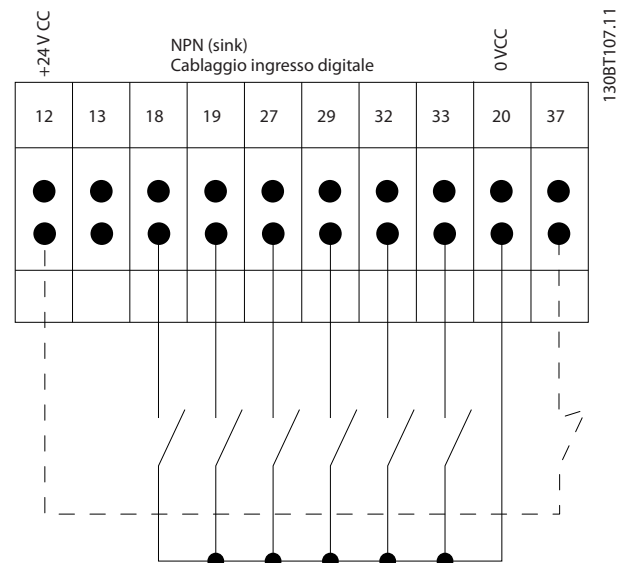 +24 V CC
NPN (sink)
Cablaggio ingresso digitale
0 VCC
130BT107.11
12 13 18 19 27 29 32 33 20 37